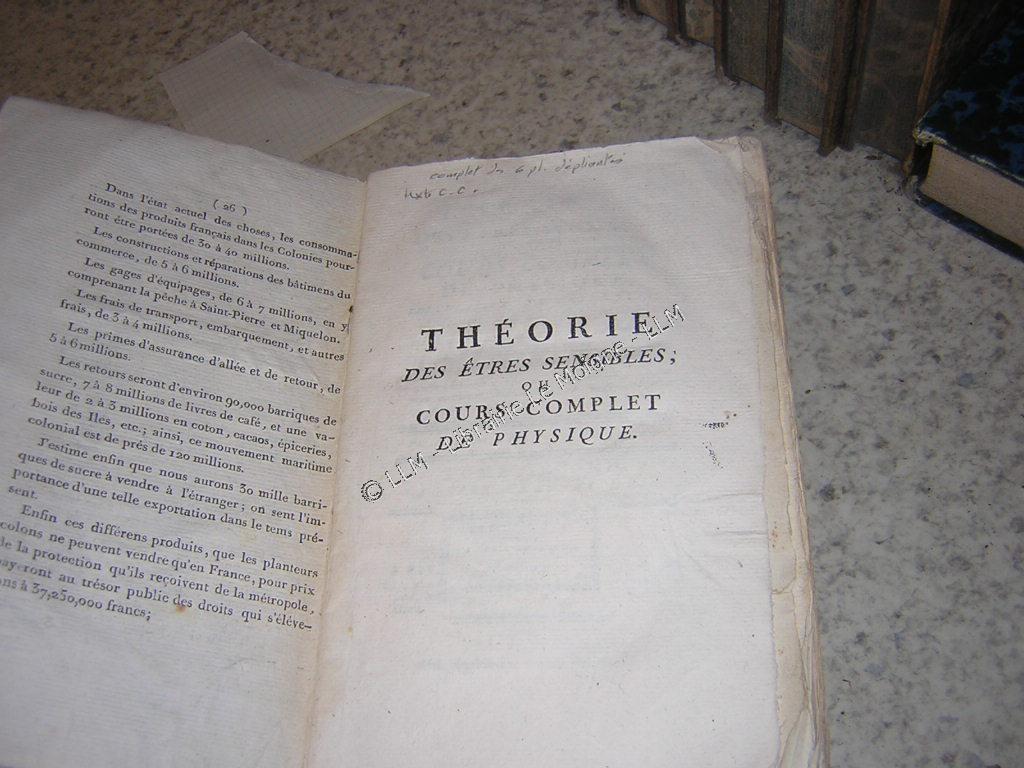 ( 26 )
Dans l'état actuel des choses, les consomma-
tions des produits français dans les Colonies pour-
ront être portées de 30 à 40 millions.
Les constructions et réparations des bâtimens du
commerce, de 5 à 6 millions.
Les gages d'équipages, de 6 à 7 millions, en y
comprenant la pêche à Saint-Pierre et Miquelon.
Les frais de transport, embarquement, et autres
frais, de 3 à 4 millions.
Les primes d'assurance d'allée et de retour, de
5 à 6 millions.
Les retours seront d'environ 90,000 barriques de
sucre, 7 à 8 millions de livres de café, et une va-
leur de 2 à 3 millions en coton, cacaos, épiceries,
bois des Iles, etc.; ainsi, ce mouvement maritime
colonial est de prés de 120 millions.
J'estime enfin que nous aurons 30 mille barri-
ques de sucre à vendre à l'étranger; on sent l'im-
portance d'une telle exportation dans le tems pré-
sent.
Enfin ces différens produits, que les planteurs
colons ne peuvent vendre qu'en France, pour prix
de la protection qu'ils reçoivent de la métropole,
payeront au trésor public des droits qui s'éléve-
ons à 37,250,000 francs;
complet des 6 pl. dépliantes
texte C-C.
THÉORIE
DES ÊTRES SENSIBLES;
OU
COURS COMPLET
DE PHYSIQUE.
© LLM - Librairie Le Molone - LLM